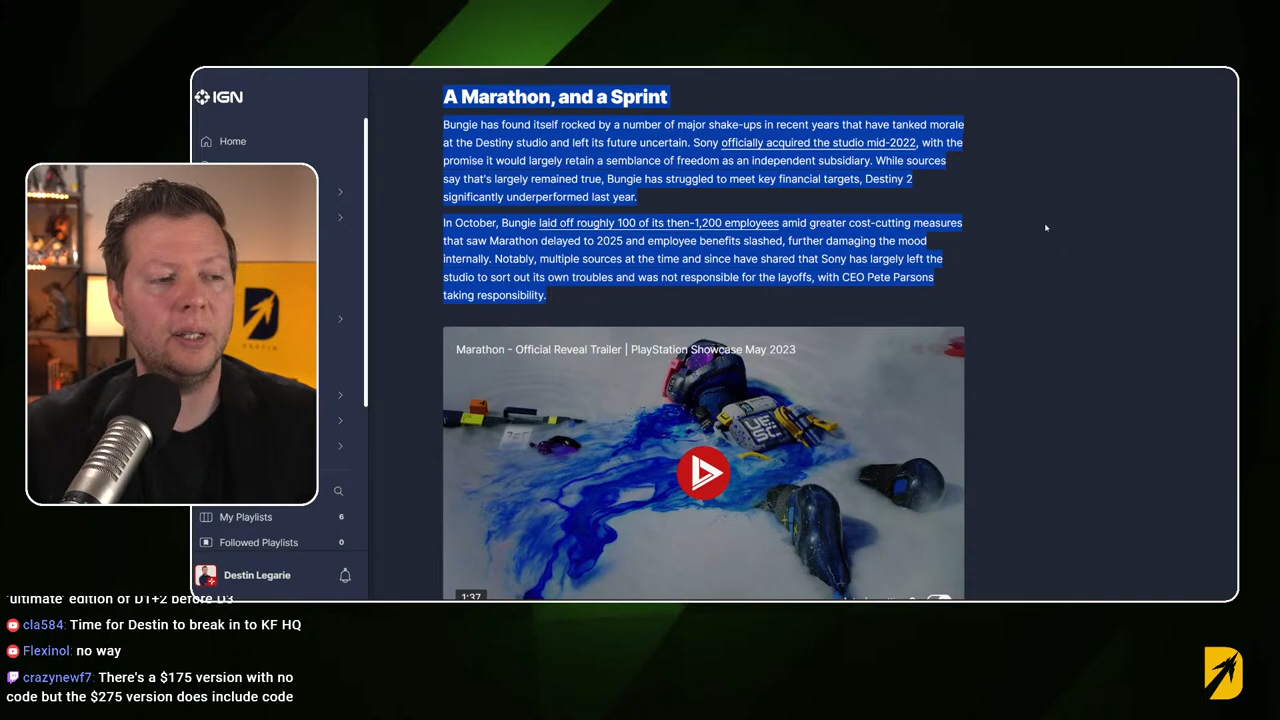 IGN
Home
My Playlists 6
Followed Playlists 0
Destin Legarie
A Marathon, and a Sprint
Bungie has found itself rocked by a number of major shake-ups in recent years that have tanked morale
at the Destiny studio and left its future uncertain. Sony officially acquired the studio mid-2022, with the
promise it would largely retain a semblance of freedom as an independent subsidiary. While sources
say that's largely remained true, Bungie has struggled to meet key financial targets, Destiny 2
significantly underperformed last year.
In October, Bungie laid off roughly 100 of its then-1,200 employees amid greater cost-cutting measures
that saw Marathon delayed to 2025 and employee benefits slashed, further damaging the mood
internally. Notably, multiple sources at the time and since have shared that Sony has largely left the
studio to sort out its own troubles and was not responsible for the layoffs, with CEO Pete Parsons
taking responsibility.
Marathon - Official Reveal Trailer | PlayStation Showcase May 2023
UESC
1:37
'ultimate' edition of D1+2 before D3
cla584: Time for Destin to break in to KF HQ
Flexinol: no way
crazynewf7: There's a $175 version with no
code but the $275 version does include code